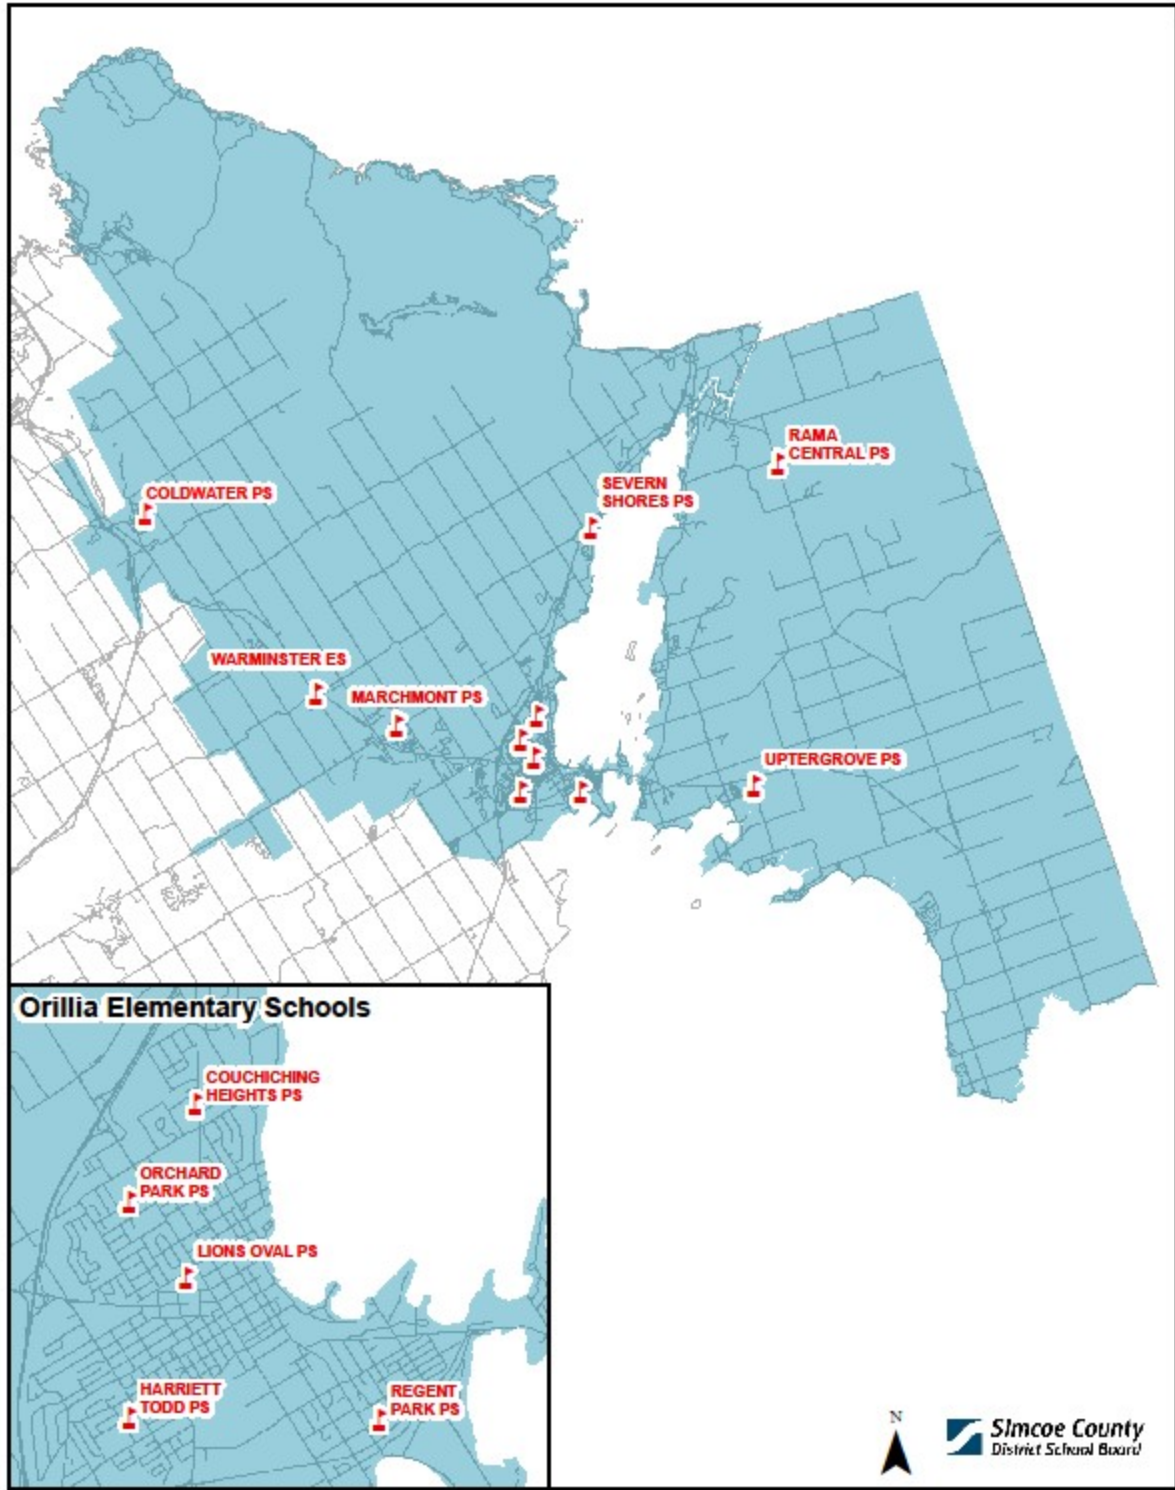 RAMA
CENTRAL PS
SEVERN
SHORES PS
COLDWATER PS
WARMINSTER ES
MARCHMONT PS
UPTERGROVE PS
Orillia Elementary Schools
COUCHICHING
HEIGHTS PS
ORCHARD
PARK PS
LIONS OVAL PS
HARRIETT
TODD PS
REGENT
PARK PS
N
Simcoe County
District School Board